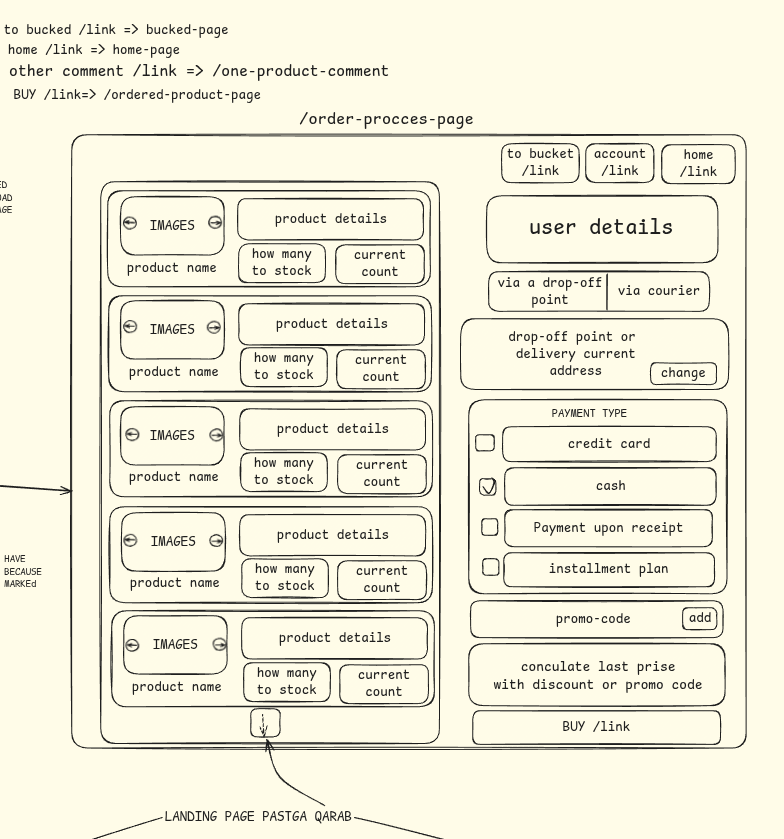 to bucked /link => bucked-page
home /link => home-page
other comment /link => /one-product-comment
BUY /link=> /ordered-product-page
/order-procces-page
to bucket
/link
account
/link
home
/link
ED
OAD
AGE
IMAGES
product name
product details
how many
to stock
current
count
user details
via a drop-off
point
via courier
IMAGES
product name
product details
how many
to stock
current
count
drop-off point or
delivery current
address
change
IMAGES
product name
product details
how many
to stock
current
count
PAYMENT TYPE
credit card
cash
Payment upon receipt
installment plan
HAVE
BECAUSE
MARKEd
IMAGES
product name
product details
how many
to stock
current
count
IMAGES
product name
product details
how many
to stock
current
count
promo-code
add
conculate last prise
with discount or promo code
BUY /link
LANDING PAGE PASTGA QARAB